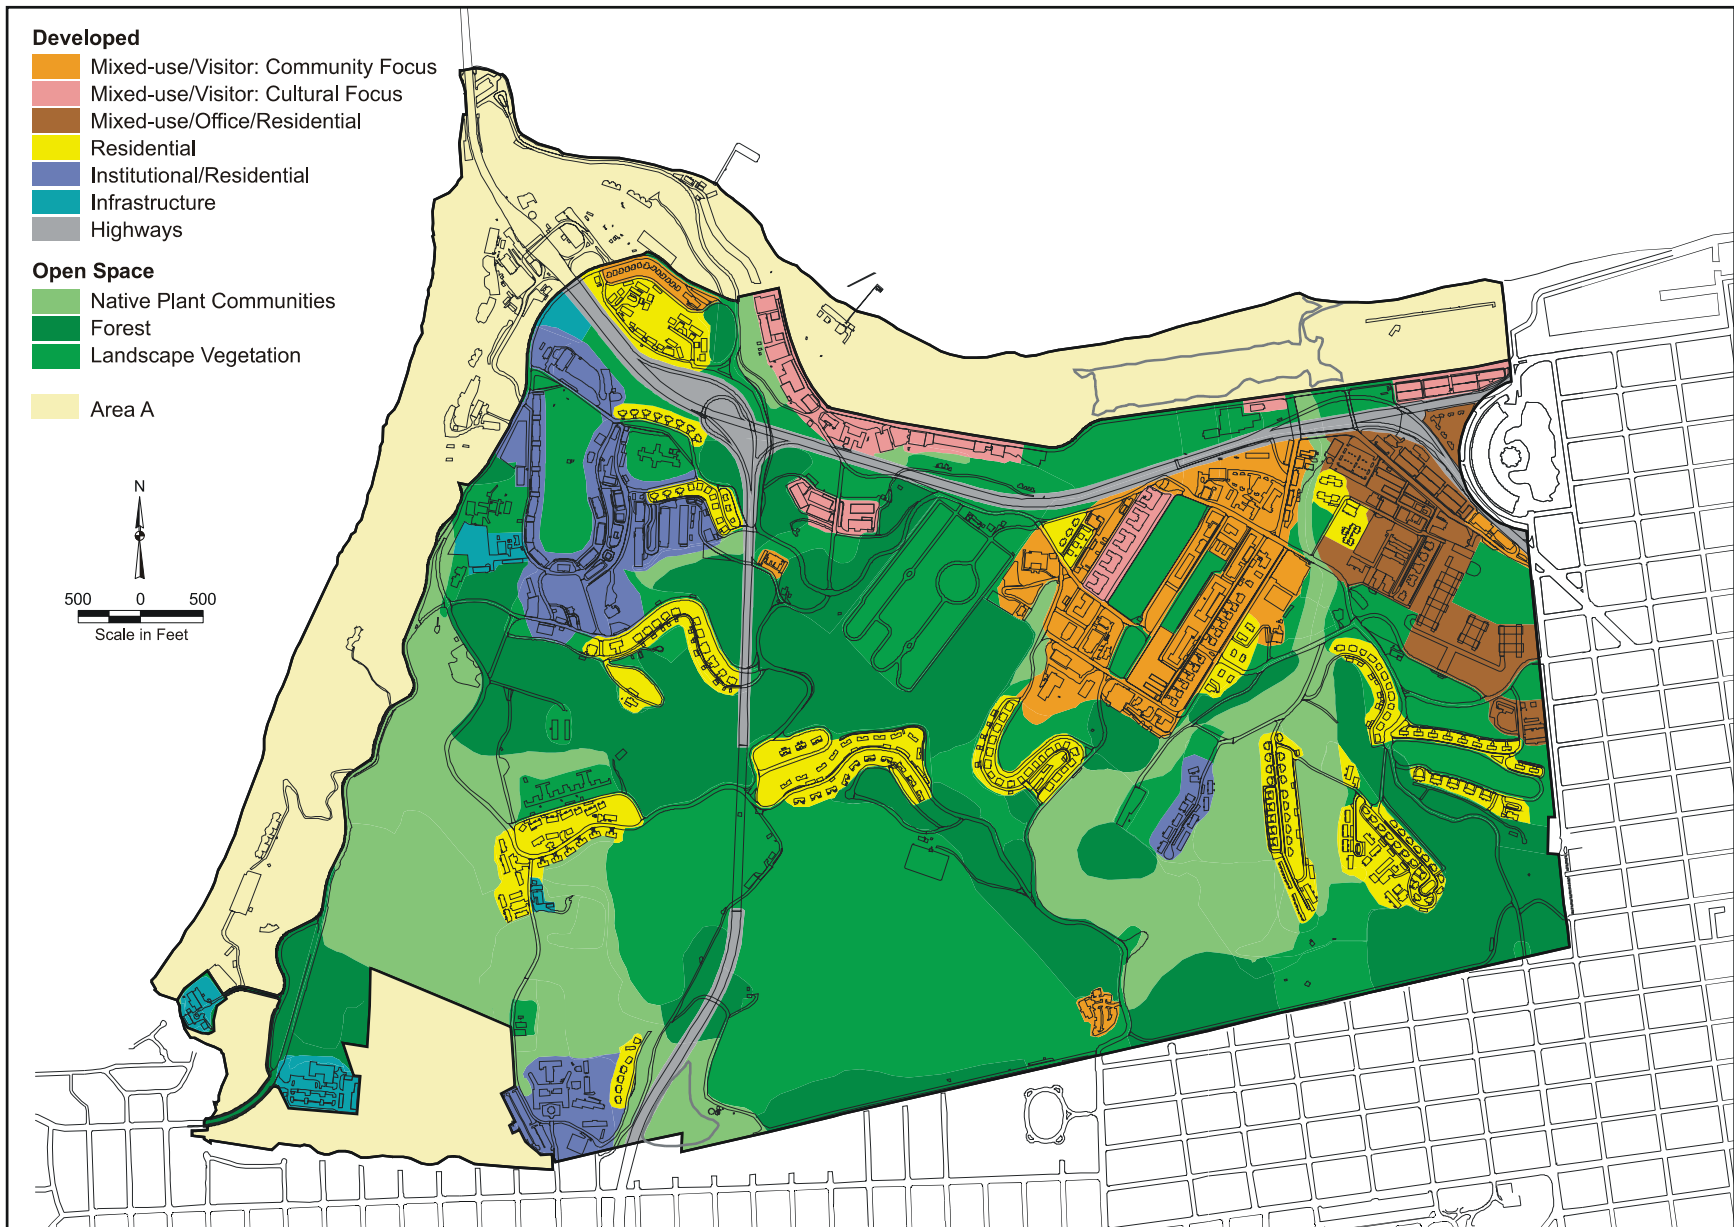 Developed
Mixed-use/Visitor: Community Focus
Mixed-use/Visitor: Cultural Focus
Mixed-use/Office/Residential
Residential
Institutional/Residential
Infrastructure
Highways
Open Space
Native Plant Communities
Forest
Landscape Vegetation
Area A
N
500 0 500
Scale in Feet